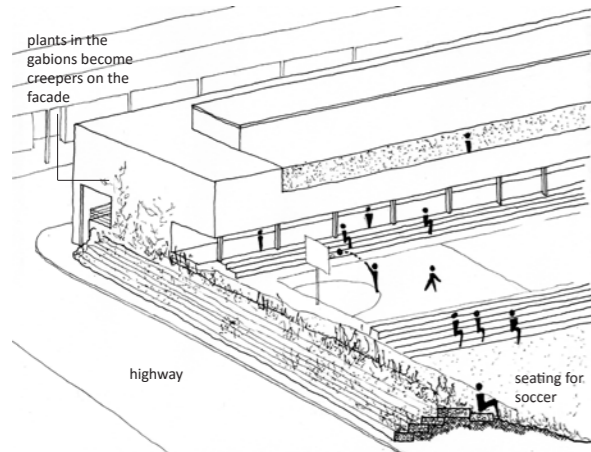 plants in the
gabions become
creepers on the
facade
highway
seating for
soccer